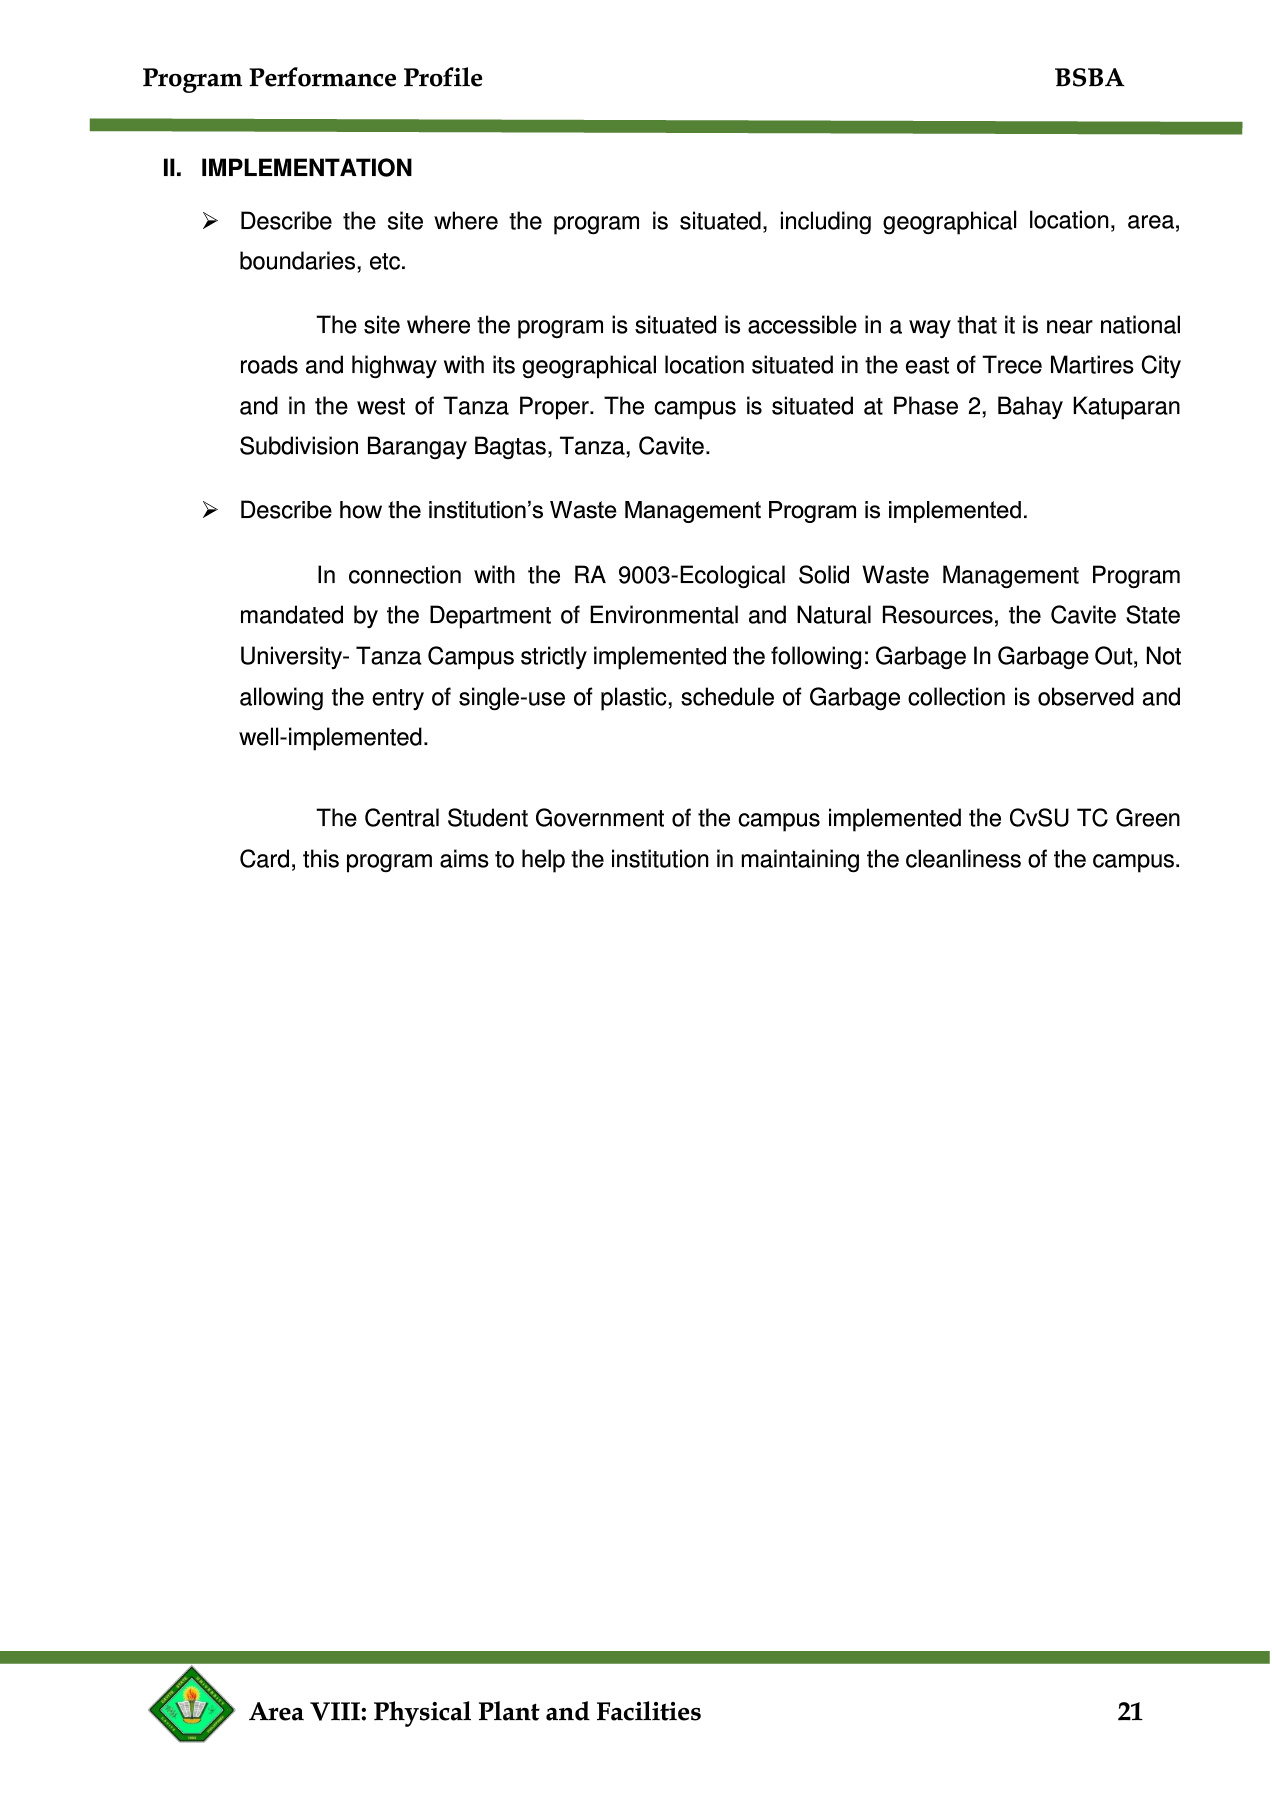 Program Performance Profile BSBA
II. IMPLEMENTATION
➢ Describe the site where the program is situated, including geographical location, area,
boundaries, etc.
The site where the program is situated is accessible in a way that it is near national
roads and highway with its geographical location situated in the east of Trece Martires City
and in the west of Tanza Proper. The campus is situated at Phase 2, Bahay Katuparan
Subdivision Barangay Bagtas, Tanza, Cavite.
➢ Describe how the institution’s Waste Management Program is implemented.
In connection with the RA 9003-Ecological Solid Waste Management Program
mandated by the Department of Environmental and Natural Resources, the Cavite State
University- Tanza Campus strictly implemented the following: Garbage In Garbage Out, Not
allowing the entry of single-use of plastic, schedule of Garbage collection is observed and
well-implemented.
The Central Student Government of the campus implemented the CvSU TC Green
Card, this program aims to help the institution in maintaining the cleanliness of the campus.
Area VIII: Physical Plant and Facilities 21